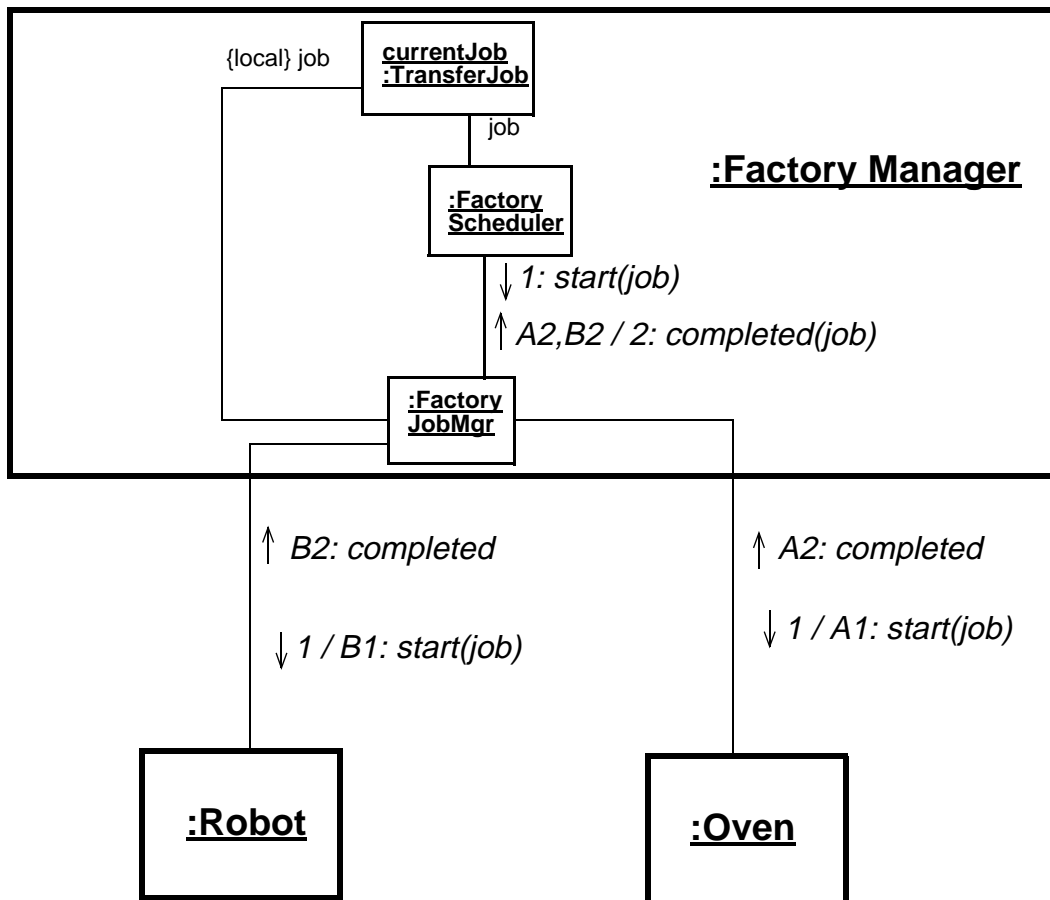 {local} job
currentJob
:TransferJob
job
:Factory Manager
:Factory
Scheduler
1: start(job)
A2,B2 / 2: completed(job)
:Factory
JobMgr
B2: completed
A2: completed
1 / B1: start(job)
1 / A1: start(job)
:Robot
:Oven